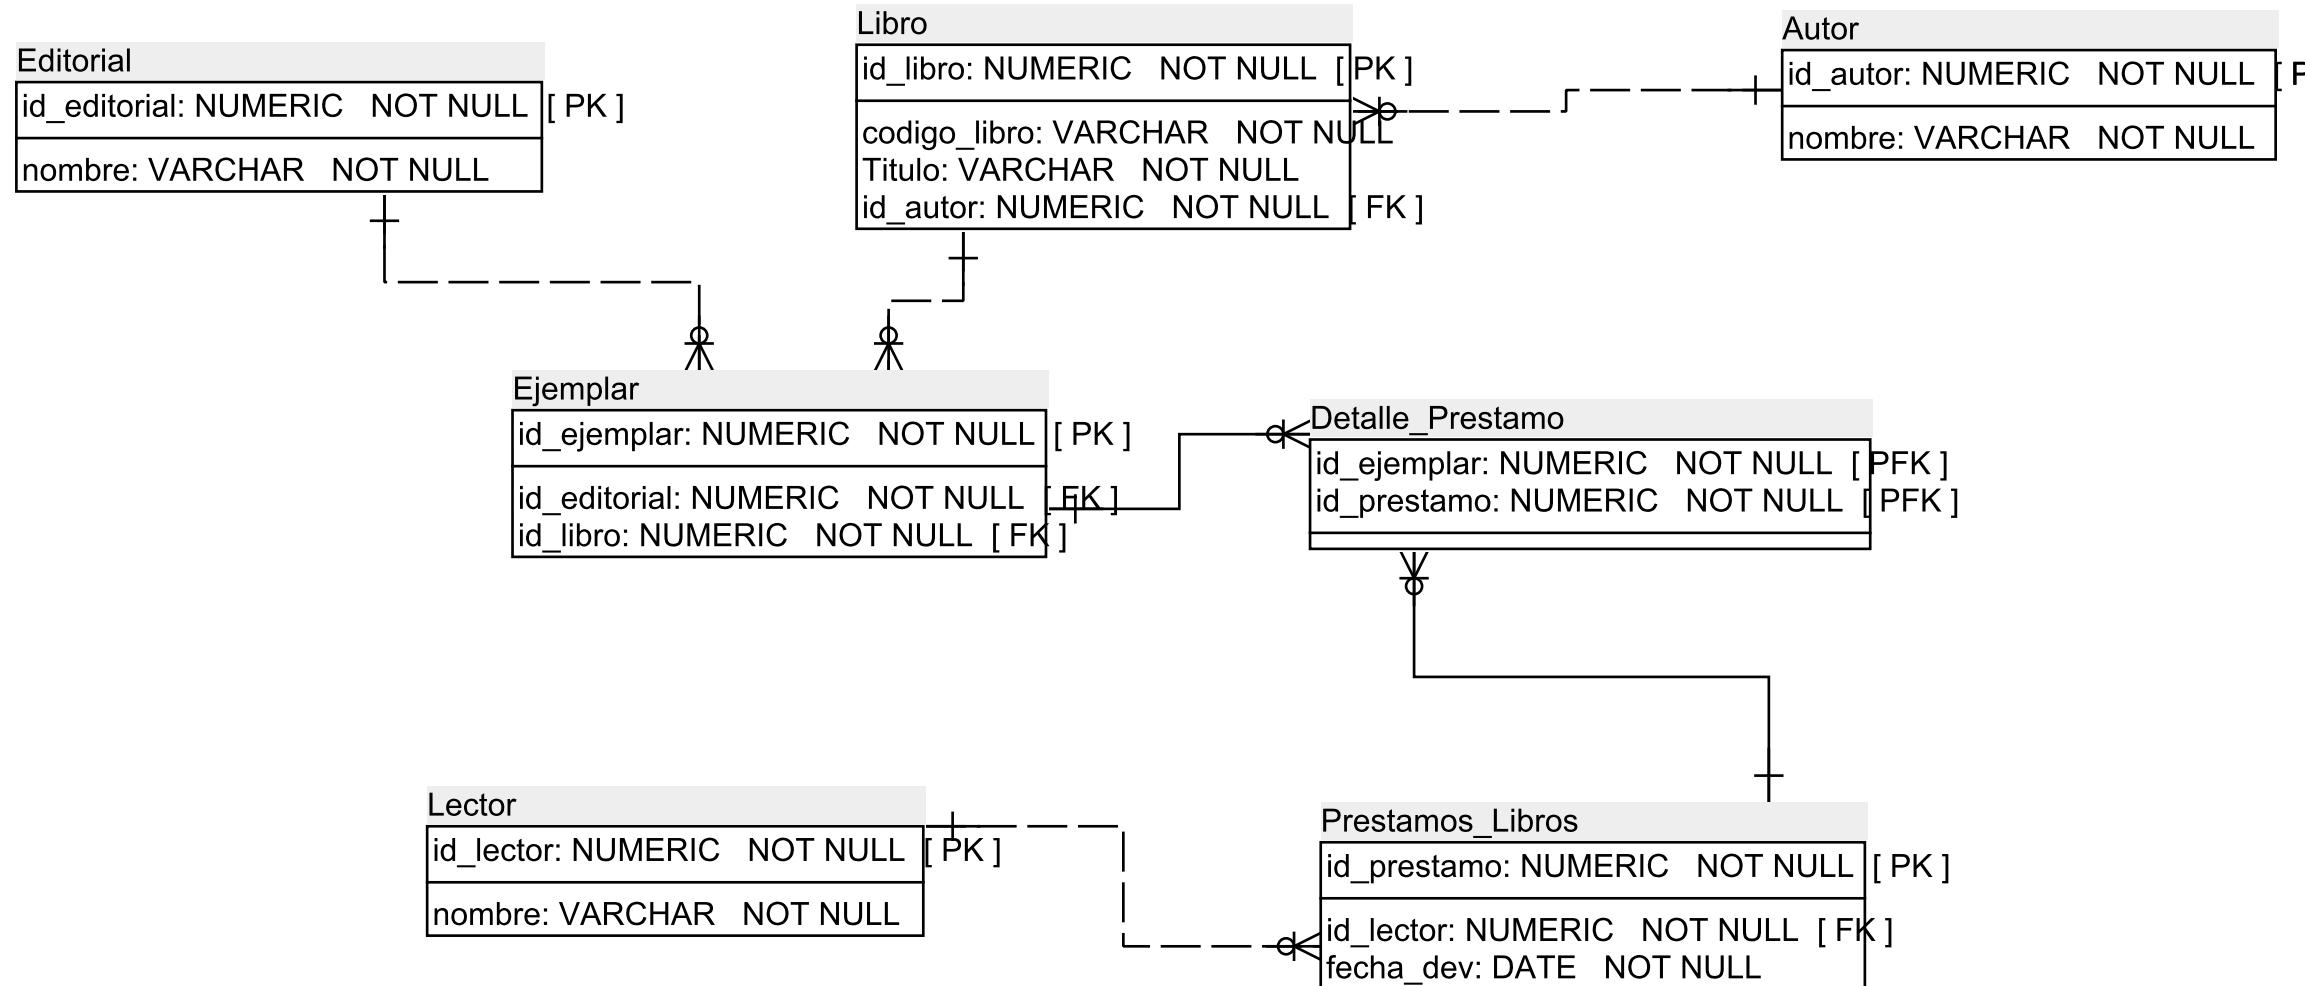 Editorial
id_editorial: NUMERIC NOT NULL [ PK ]
nombre: VARCHAR NOT NULL
Libro
id_libro: NUMERIC NOT NULL [ PK ]
codigo_libro: VARCHAR NOT NULL
Titulo: VARCHAR NOT NULL
id_autor: NUMERIC NOT NULL [ FK ]
Autor
id_autor: NUMERIC NOT NULL [ P
nombre: VARCHAR NOT NULL
Ejemplar
id_ejemplar: NUMERIC NOT NULL [ PK ]
id_editorial: NUMERIC NOT NULL [ FK ]
id_libro: NUMERIC NOT NULL [ FK ]
Detalle_Prestamo
id_ejemplar: NUMERIC NOT NULL [ PFK ]
id_prestamo: NUMERIC NOT NULL [ PFK ]
Lector
id_lector: NUMERIC NOT NULL [ PK ]
nombre: VARCHAR NOT NULL
Prestamos_Libros
id_prestamo: NUMERIC NOT NULL [ PK ]
id_lector: NUMERIC NOT NULL [ FK ]
fecha_dev: DATE NOT NULL